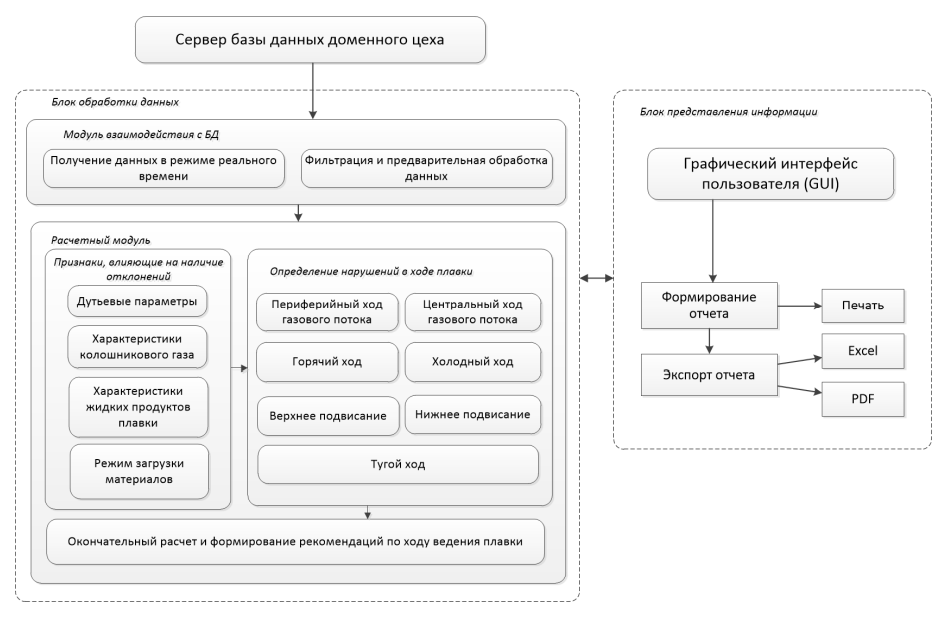 Сервер базы данных доменного цеха
Блок обработки данных
Модуль взаимодействия с БД
Получение данных в режиме реального
времени
Фильтрация и предварительная обработка
данных
Расчетный модуль
Признаки, влияющие на наличие
отклонений
Дутьевые параметры
Характеристики
колошникового газа
Характеристики
жидких продуктов
плавки
Режим загрузки
материалов
Определение нарушений в ходе плавки
Периферийный ход
газового потока
Центральный ход
газового потока
Горячий ход
Холодный ход
Верхнее подвисание
Нижнее подвисание
Тугой ход
Окончательный расчет и формирование рекомендаций по ходу ведения плавки
Блок представления информации
Графический интерфейс
пользователя (GUI)
Формирование
отчета
Печать
Экспорт отчета
Excel
PDF